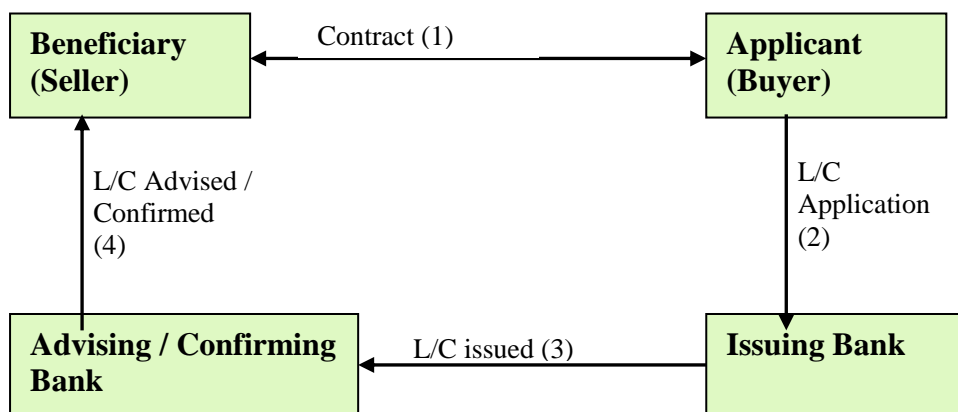 Beneficiary
(Seller)
Contract (1)
Applicant
(Buyer)
L/C Advised /
Confirmed
(4)
L/C
Application
(2)
Advising / Confirming
Bank
L/C issued (3)
Issuing Bank